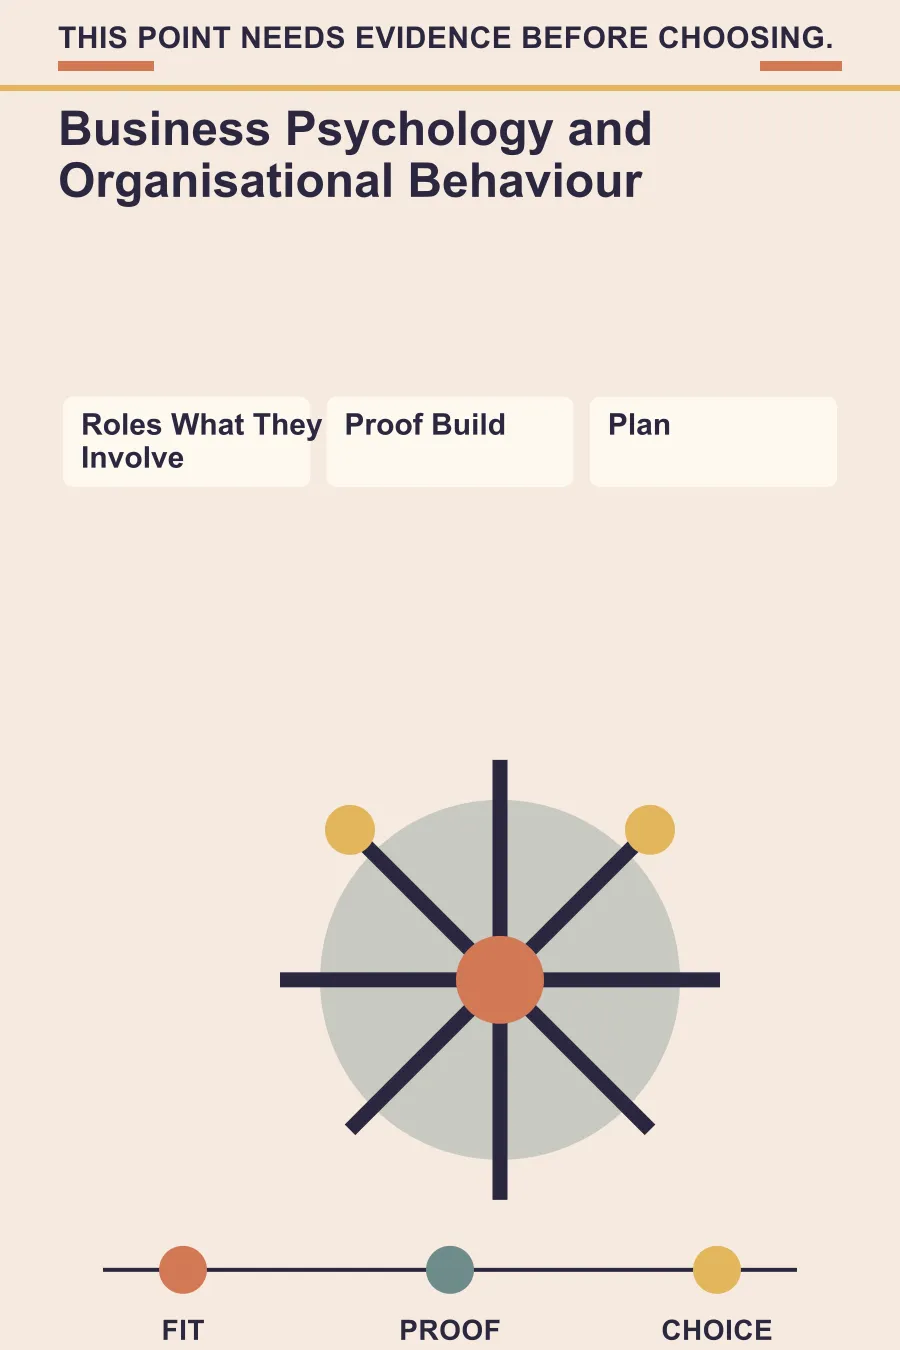 THIS POINT NEEDS EVIDENCE BEFORE CHOOSING.
Business Psychology and
Organisational Behaviour
Roles What They
Involve
Proof Build
Plan
FIT
PROOF
CHOICE